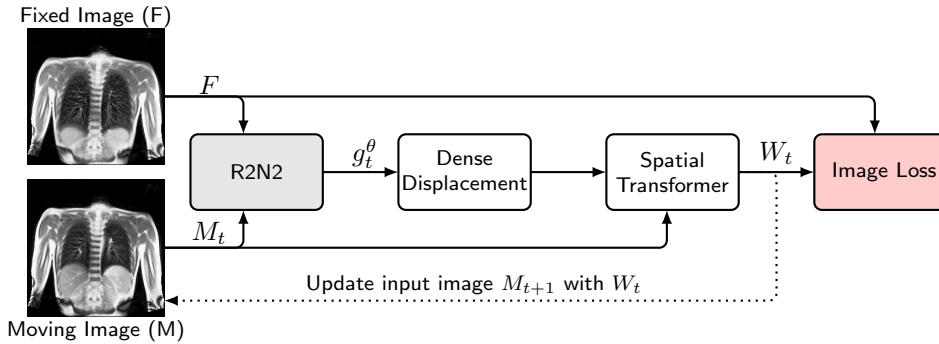 Fixed Image (F)
F
R2N2
g_t^θ
Dense
Displacement
Spatial
Transformer
W_t
Image Loss
M_t
Update input image M_{t+1} with W_t
Moving Image (M)